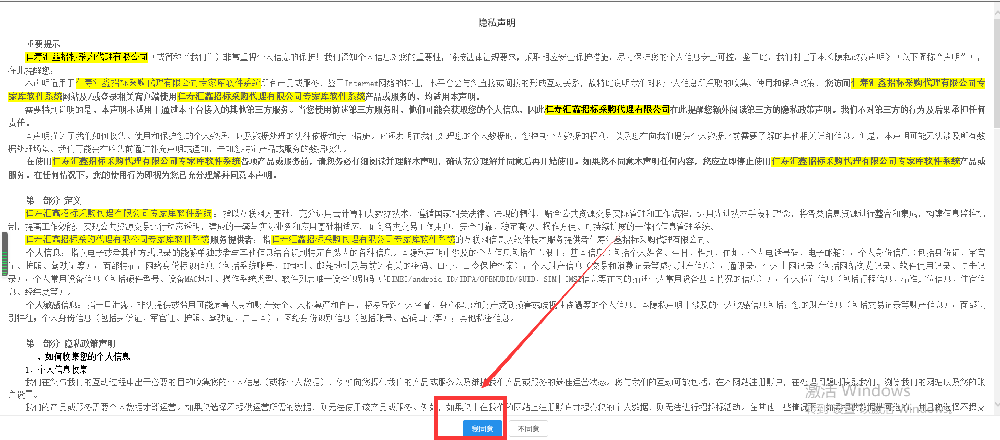 隐私声明
重要提示
仁寿汇鑫招标采购代理有限公司（或简称“我们”）非常重视个人信息的保护！我们深知个人信息对您的重要性，将按法律法规要求，采取相应安全保护措施，尽力保护您的个人信息安全可控。鉴于此，我们制定了本《隐私政策声明》（以下简称“声明”），
在此提醒您：
本声明适用于仁寿汇鑫招标采购代理有限公司专家库软件系统所有产品或服务，鉴于Internet网络的特性，本平台会与您直接或间接的形成互动关系，故特此说明我们对您个人信息所采取的收集、使用和保护政策，您访问仁寿汇鑫招标采购代理有限公司专
家库软件系统网站及/或登录相关客户端使用仁寿汇鑫招标采购代理有限公司专家库软件系统产品或服务的，均适用本声明。
需要特别说明的是，本声明不适用于通过本平台接入的其他第三方服务。当您使用前述第三方服务时，他们可能会获取您的个人信息，因此仁寿汇鑫招标采购代理有限公司在此提醒您额外阅读第三方的隐私政策声明。我们不对第三方的行为及后果承担任何
责任。
本声明描述了我们如何收集、使用和保护您的个人数据，以及数据处理的法律依据和安全措施。它还表明在我们处理您的个人数据时，您控制个人数据的权利，以及您在向我们提供个人数据之前需要了解的其他相关详细信息。但是，本声明可能无法涉及所有数
据处理场景。我们可能会在收集前通过补充声明或通知，告知您特定产品或服务的数据收集。
在使用仁寿汇鑫招标采购代理有限公司专家库软件系统各项产品或服务前，请您务必仔细阅读并理解本声明，确认充分理解并同意后再开始使用。如果您不同意本声明任何内容，您应立即停止使用仁寿汇鑫招标采购代理有限公司专家库软件系统产品或
服务。在任何情况下，您的使用行为即视为您已充分理解并同意本声明。
第一部分 定义
仁寿汇鑫招标采购代理有限公司专家库软件系统：指以互联网为基础，充分运用云计算和大数据技术，遵循国家相关法律、法规的精神，贴合公共资源交易实际管理和工作流程，运用先进技术手段和理念，将各类信息资源进行整合和集成，构建信息监控机
制，提高工作效能，实现公共资源交易运行动态透明，建成的一套与实际业务和应用基础相适应，面向各类交易主体用户，安全可靠、稳定高效、操作方便、可持续扩展的一体化信息管理系统。
仁寿汇鑫招标采购代理有限公司专家库软件系统服务提供者：指仁寿汇鑫招标采购代理有限公司专家库软件系统的互联网信息及软件技术服务提供者仁寿汇鑫招标采购代理有限公司。
个人信息：指以电子或者其他方式记录的能够单独或者与其他信息结合识别特定自然人的各种信息。本隐私声明中涉及的个人信息包括但不限于：基本信息（包括个人姓名、生日、性别、住址、个人电话号码、电子邮箱）；个人身份信息（包括身份证、军官
证、护照、驾驶证等）；面部特征；网络身份标识信息（包括系统账号、IP地址、邮箱地址及与前述有关的密码、口令、口令保护答案）；个人财产信息（交易和消费记录等虚拟财产信息）；通讯录；个人上网记录（包括网站浏览记录、软件使用记录、点击记
录）；个人常用设备信息（包括硬件型号、设备MAC地址、操作系统类型、软件列表唯一设备识别码（如IMEI/android ID/IDFA/OPENUDID/GUID、SIM卡IMSI信息等在内的描述个人常用设备基本情况的信息））；个人位置信息（包括行程信息、精准定位信息、住宿信
息、经纬度等）。
个人敏感信息：指一旦泄露、非法提供或滥用可能危害人身和财产安全、人格尊严和自由，极易导致个人名誉、身心健康和财产受到损害或歧视性待遇等的个人信息。本隐私声明中涉及的个人敏感信息包括：您的财产信息（包括交易记录等财产信息）；面部识
别特征；个人身份信息（包括身份证、军官证、护照、驾驶证、户口本）；网络身份识别信息（包括账号、密码口令等）；其他私密信息。
第二部分 隐私政策声明
一、如何收集您的个人信息
1、个人信息收集
我们在您与我们的互动过程中出于必要的目的收集您的个人信息（或称个人数据），例如向您提供我们的产品或服务以及维护我们产品或服务的最佳运营状态。您与我们的互动可能包括：在本网站注册账户，在处理问题时联系我们，浏览我们的网站以及您的账
户设置。
我们的产品或服务需要个人数据才能运营。如果您选择不提供运营所需的数据，则无法使用该产品或服务。例如，如果您未在我们的网站上注册账户并提交您的个人数据，则无法进行招投标活动。在其他一些情况下，如果提供数据是可选的，并且您选择不提交
激活 Windows
转到“设置”以激活 Windows。
我同意
不同意